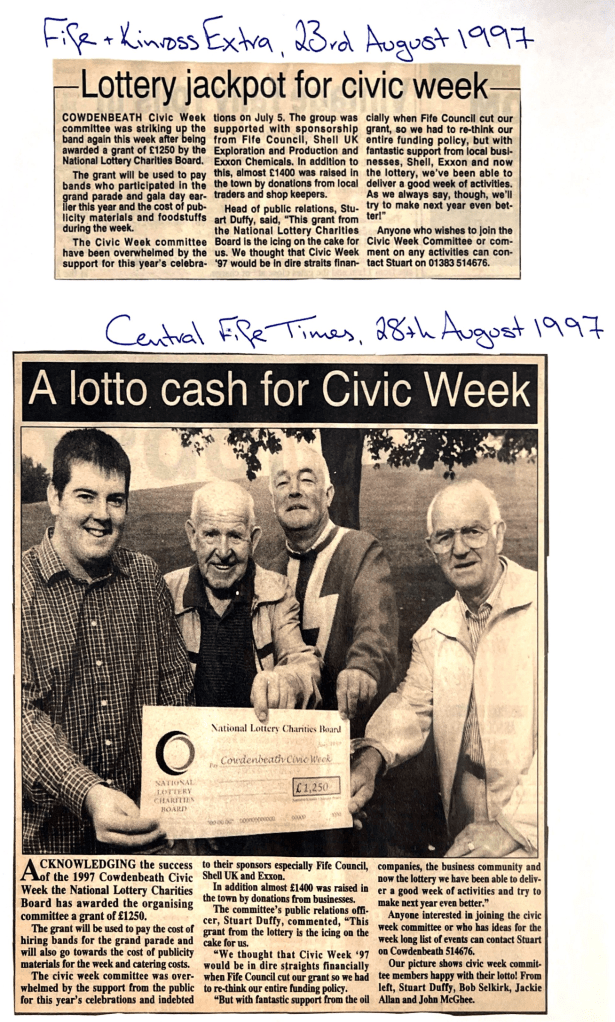 Fife + Kinross Extra, 23rd August 1997
Lottery jackpot for civic week
COWDENBEATH Civic Week
committee was striking up the
band again this week after being
awarded a grant of £1250 by the
National Lottery Charities Board.
The grant will be used to pay
bands who participated in the
grand parade and gala day ear-
lier this year and the cost of pub-
licity materials and foodstuffs
during the week.
The Civic Week committee
have been overwhelmed by the
support for this year's celebra-
tions on July 5. The group was
supported with sponsorship
from Fife Council, Shell UK
Exploration and Production and
Exxon Chemicals. In addition to
this, almost £1400 was raised in
the town by donations from local
traders and shop keepers.
Head of public relations, Stu-
art Duffy, said, "This grant from
the National Lottery Charities
Board is the icing on the cake for
us. We thought that Civic Week
'97 would be in dire straits finan-
cially when Fife Council cut our
grant, so we had to re-think our
entire funding policy, but with
fantastic support from local busi-
nesses, Shell, Exxon and now
the lottery, we've been able to
deliver a good week of activities.
As we always say, though, we'll
try to make next year even bet-
ter!"
Anyone who wishes to join the
Civic Week Committee or com-
ment on any activities can con-
tact Stuart on 01383 514676.
Central Fife Times, 28th August 1997
A lotto cash for Civic Week
National Lottery Charities Board
Pay Cowdenbeath Civic Week
£1,250
NATIONAL
LOTTERY
CHARITIES
BOARD
ACKNOWLEDGING the success
of the 1997 Cowdenbeath Civic
Week the National Lottery Charities
Board has awarded the organising
committee a grant of £1250.
The grant will be used to pay the cost of
hiring bands for the grand parade and
will also go towards the cost of publicity
materials for the week and catering costs.
The civic week committee was over-
whelmed by the support from the public
for this year's celebrations and indebted
to their sponsors especially Fife Council,
Shell UK and Exxon.
In addition almost £1400 was raised in
the town by donations from businesses.
The committee's public relations offi-
cer, Stuart Duffy, commented, "This
grant from the lottery is the icing on the
cake for us.
"We thought that Civic Week '97
would be in dire straights financially
when Fife Council cut our grant so we had
to re-think our entire funding policy.
"But with fantastic support from the oil
companies, the business community and
now the lottery we have been able to deliv-
er a good week of activities and try to
make next year even better."
Anyone interested in joining the civic
week committee or who has ideas for the
week long list of events can contact Stuart
on Cowdenbeath 514676.
Our picture shows civic week commit-
tee members happy with their lotto! From
left, Stuart Duffy, Bob Selkirk, Jackie
Allan and John McGhee.